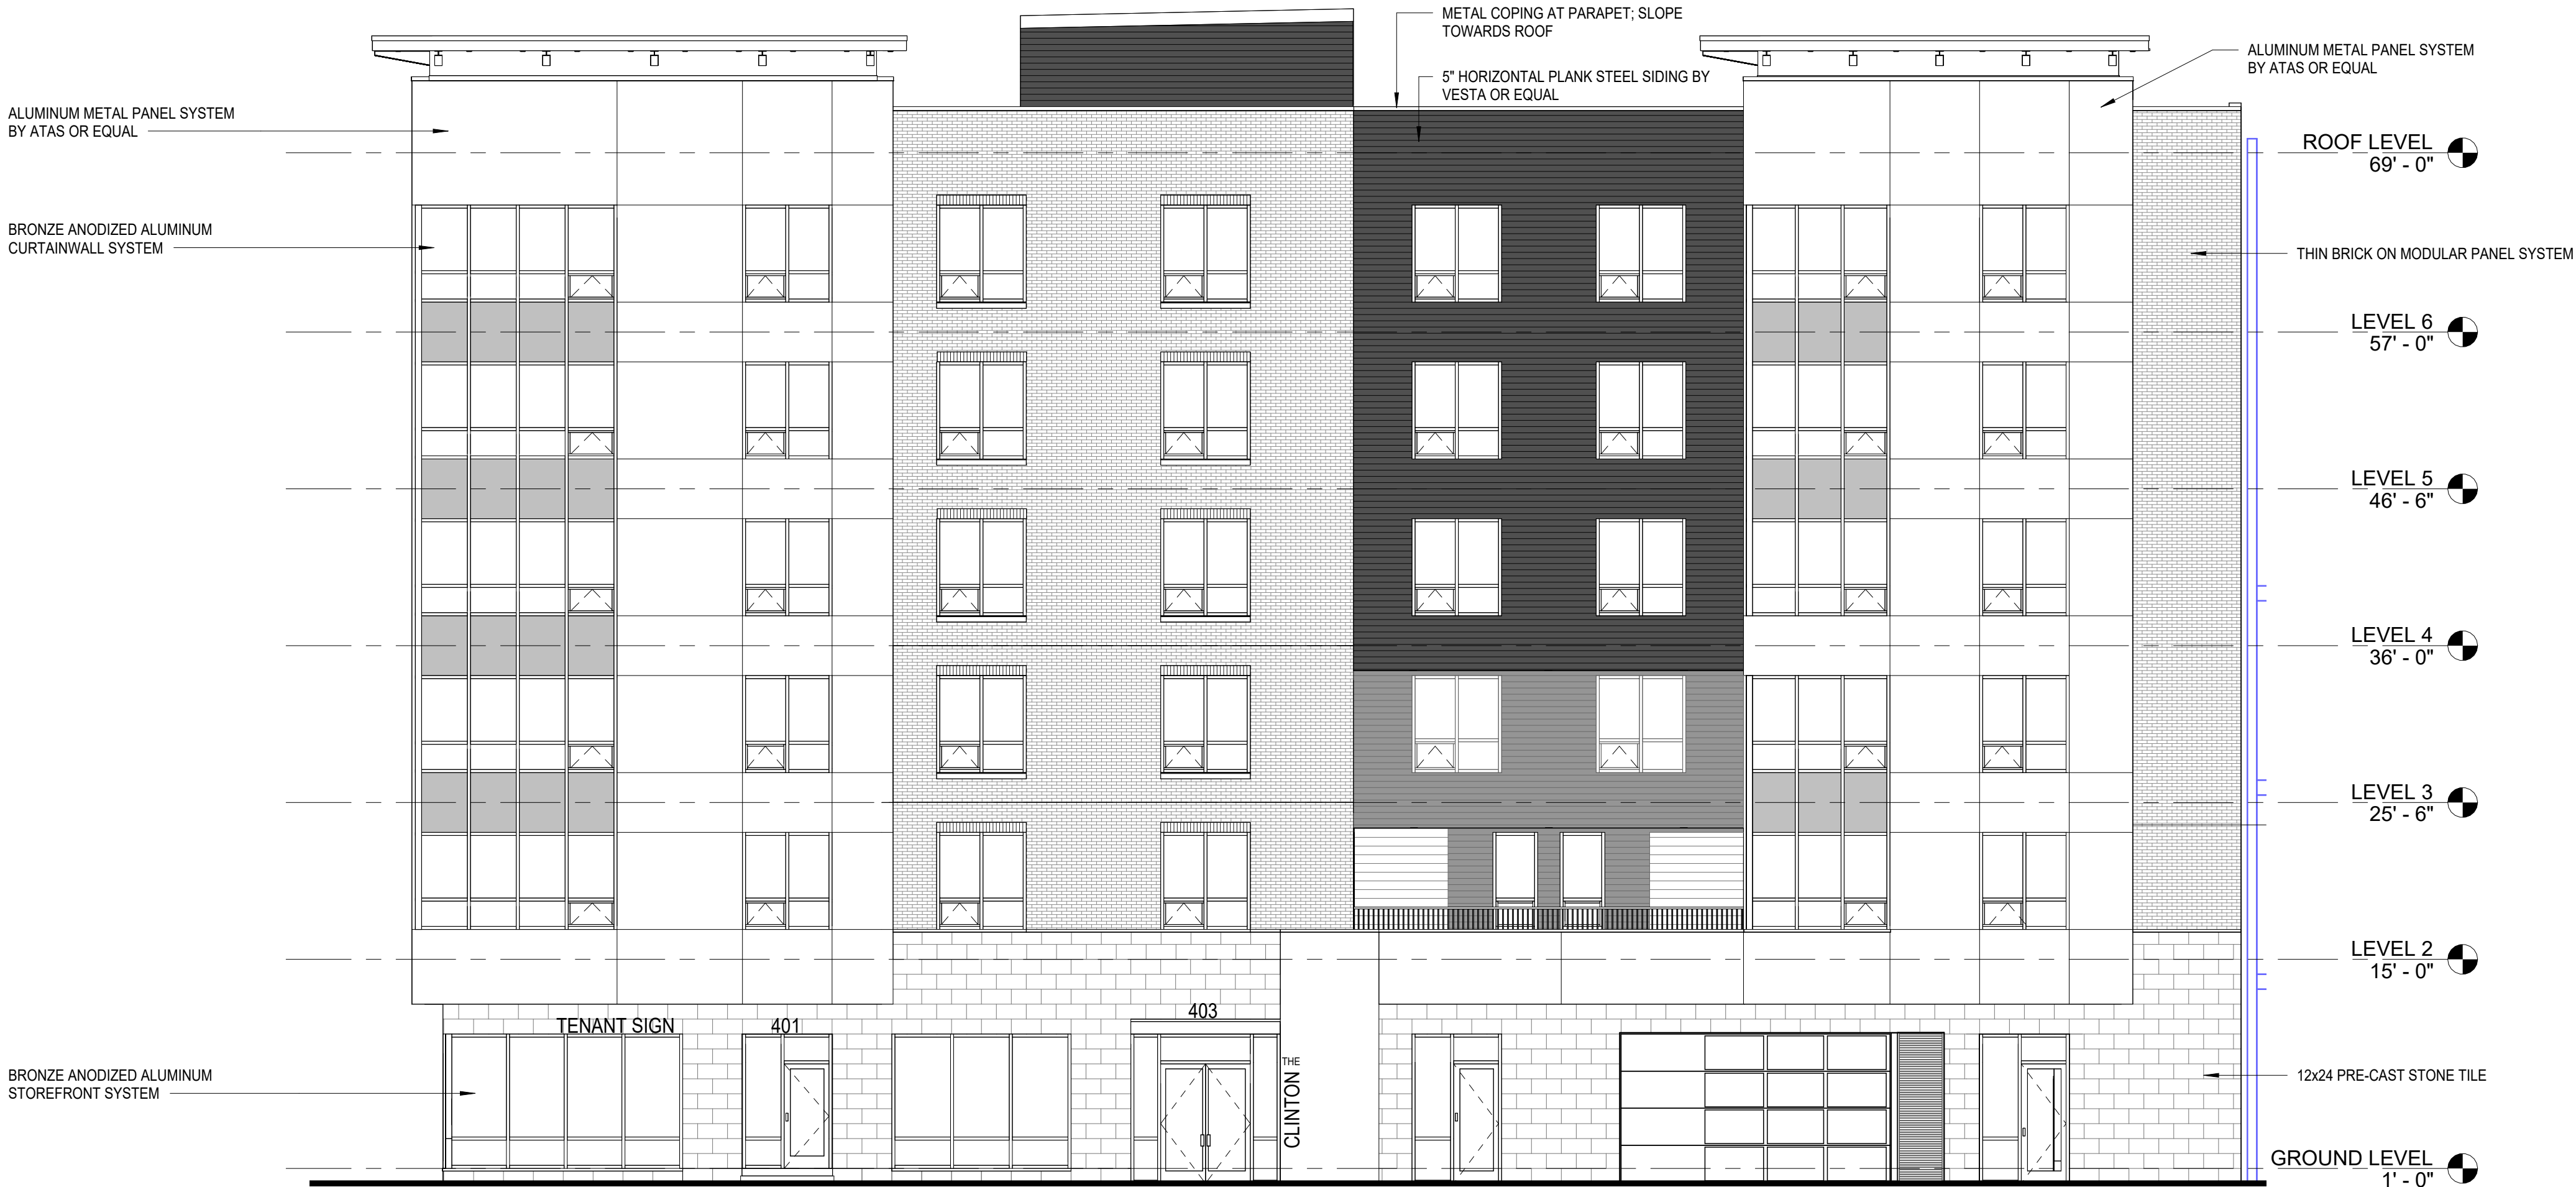 METAL COPING AT PARAPET; SLOPE
TOWARDS ROOF
ALUMINUM METAL PANEL SYSTEM
BY ATAS OR EQUAL
5" HORIZONTAL PLANK STEEL SIDING BY
VESTA OR EQUAL
ALUMINUM METAL PANEL SYSTEM
BY ATAS OR EQUAL
ROOF LEVEL
69' - 0"
BRONZE ANODIZED ALUMINUM
CURTAINWALL SYSTEM
THIN BRICK ON MODULAR PANEL SYSTEM
LEVEL 6
57' - 0"
LEVEL 5
46' - 6"
LEVEL 4
36' - 0"
LEVEL 3
25' - 6"
LEVEL 2
15' - 0"
TENANT SIGN
401
403
THE
CLINTON
BRONZE ANODIZED ALUMINUM
STOREFRONT SYSTEM
12x24 PRE-CAST STONE TILE
GROUND LEVEL
1' - 0"